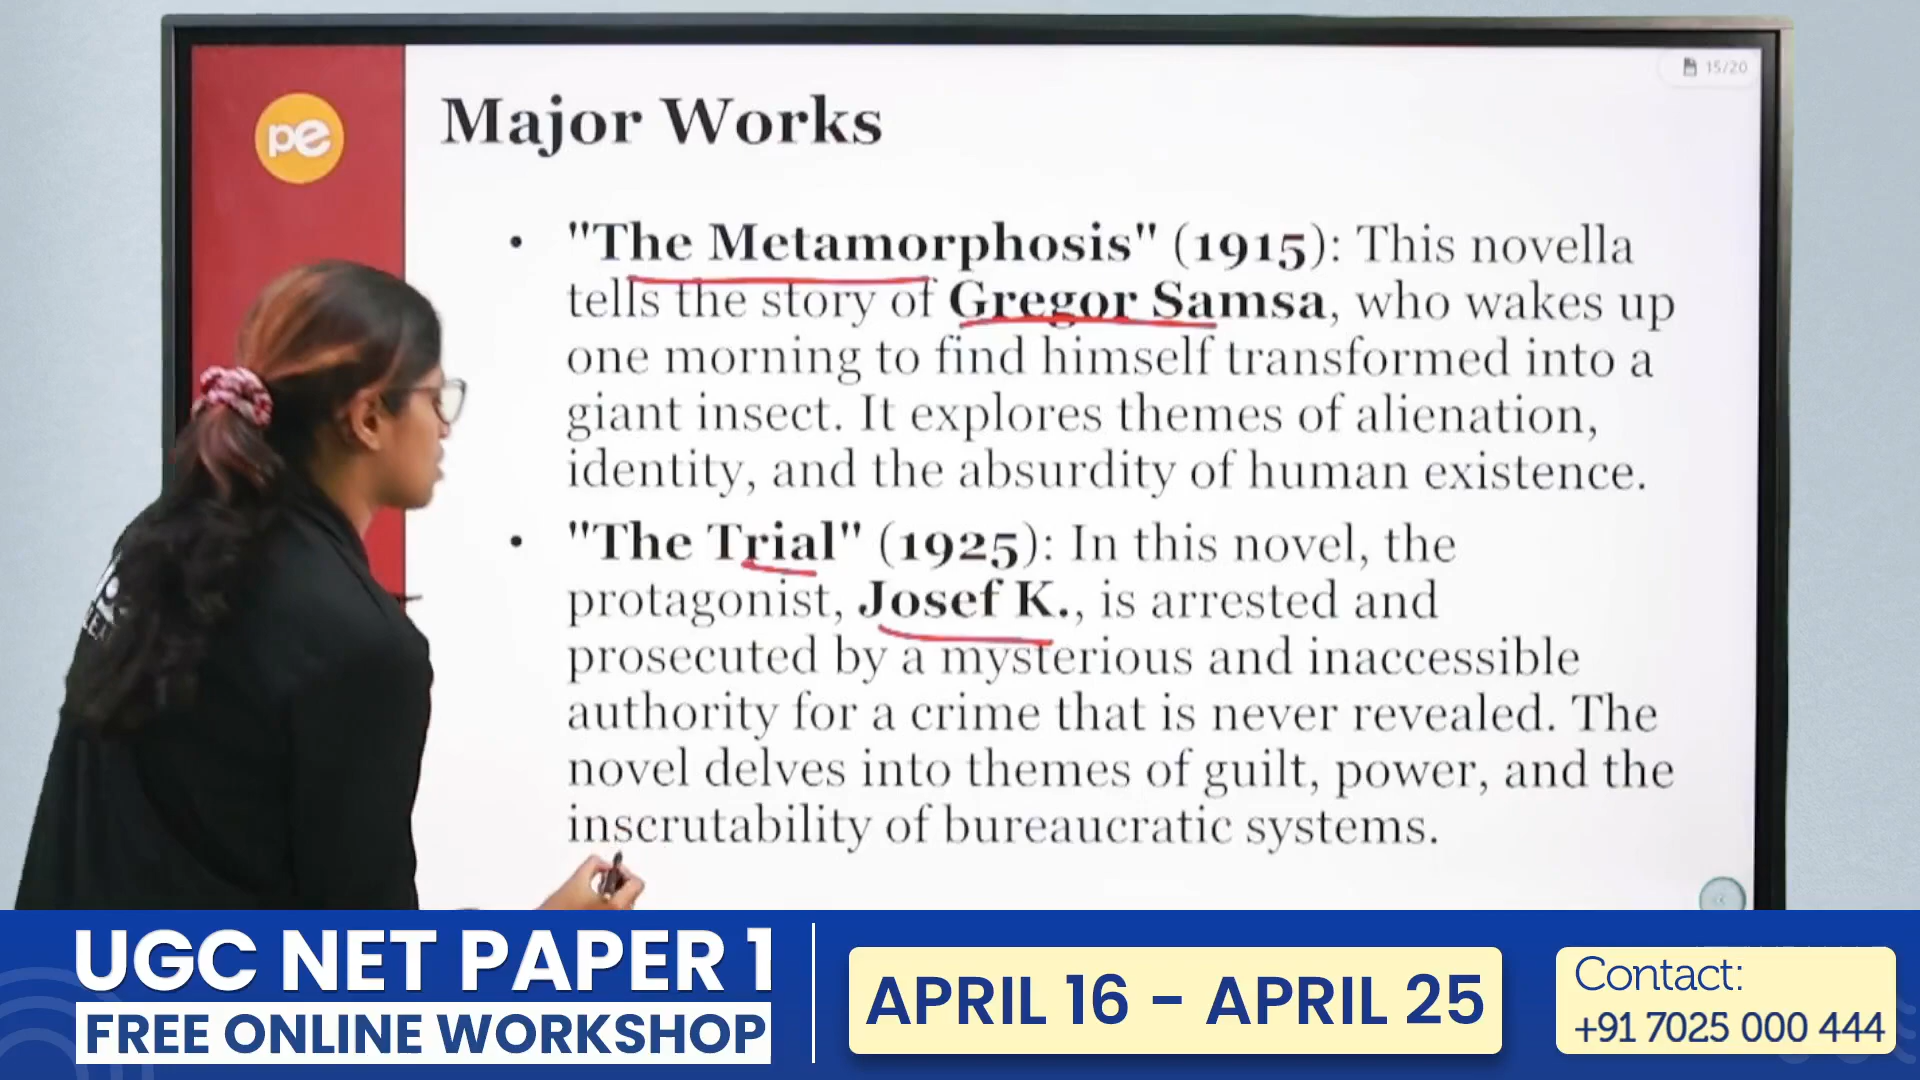 pe
15/20
Major Works
• "The Metamorphosis" (1915): This novella
tells the story of Gregor Samsa, who wakes up
one morning to find himself transformed into a
giant insect. It explores themes of alienation,
identity, and the absurdity of human existence.
• "The Trial" (1925): In this novel, the
protagonist, Josef K., is arrested and
prosecuted by a mysterious and inaccessible
authority for a crime that is never revealed. The
novel delves into themes of guilt, power, and the
inscrutability of bureaucratic systems.
UGC NET PAPER 1
FREE ONLINE WORKSHOP
APRIL 16 - APRIL 25
Contact:
+91 7025 000 444